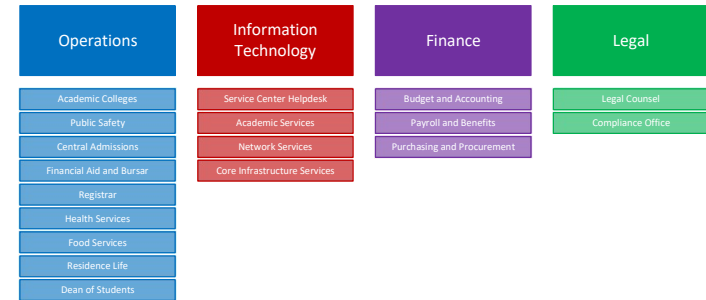 Operations
Academic Colleges
Public Safety
Central Admissions
Financial Aid and Bursar
Registrar
Health Services
Food Services
Residence Life
Dean of Students
Information
Technology
Service Center Helpdesk
Academic Services
Network Services
Core Infrastructure Services
Finance
Budget and Accounting
Payroll and Benefits
Purchasing and Procurement
Legal
Legal Counsel
Compliance Office